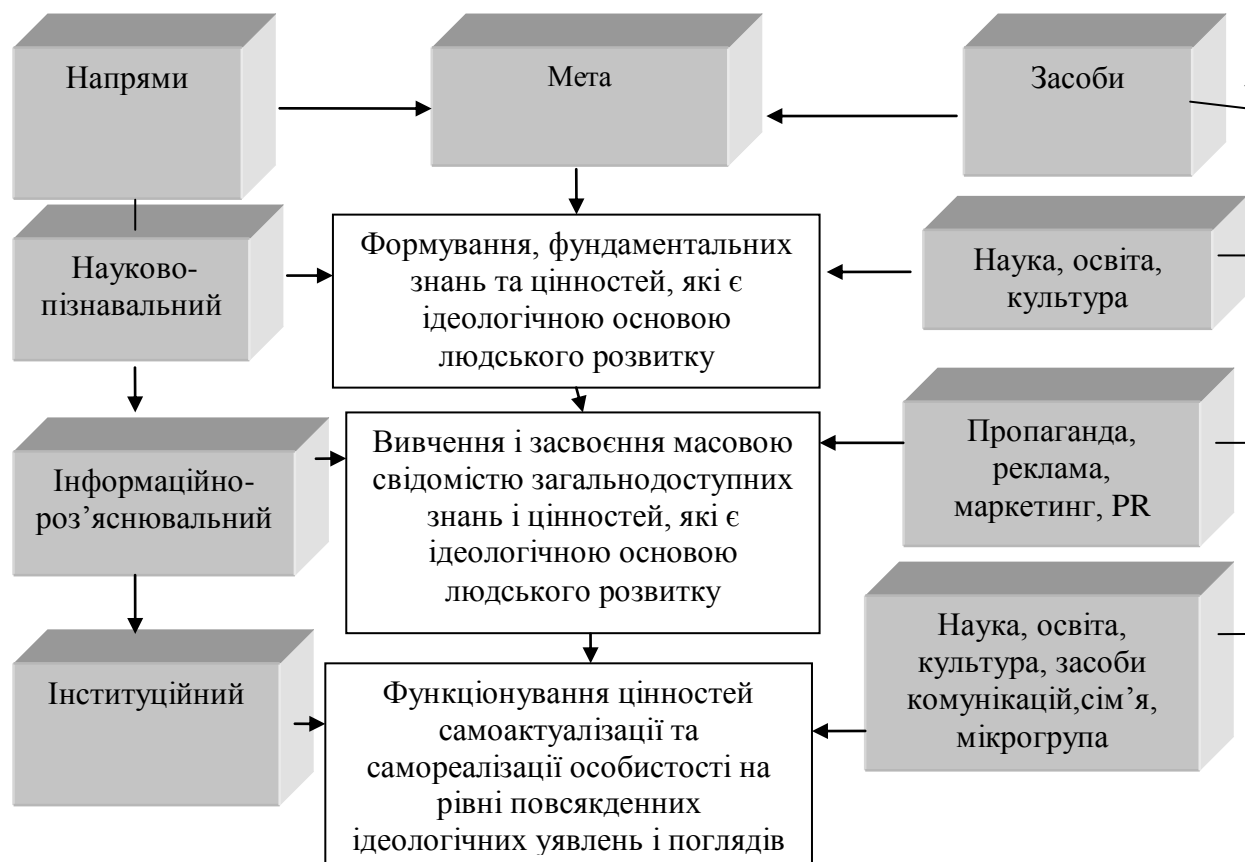 Напрями
Мета
Засоби
Науково-
пізнавальний
Формування, фундаментальних
знань та цінностей, які є
ідеологічною основою
людського розвитку
Наука, освіта,
культура
Інформаційно-
роз’яснювальний
Вивчення і засвоєння масовою
свідомістю загальнодоступних
знань і цінностей, які є
ідеологічною основою
людського розвитку
Пропаганда,
реклама,
маркетинг, PR
Інституційний
Функціонування цінностей
самоактуалізації та
самореалізації особистості на
рівні повсякденних
ідеологічних уявлень і поглядів
Наука, освіта,
культура, засоби
комунікацій,сім’я,
мікрогрупа